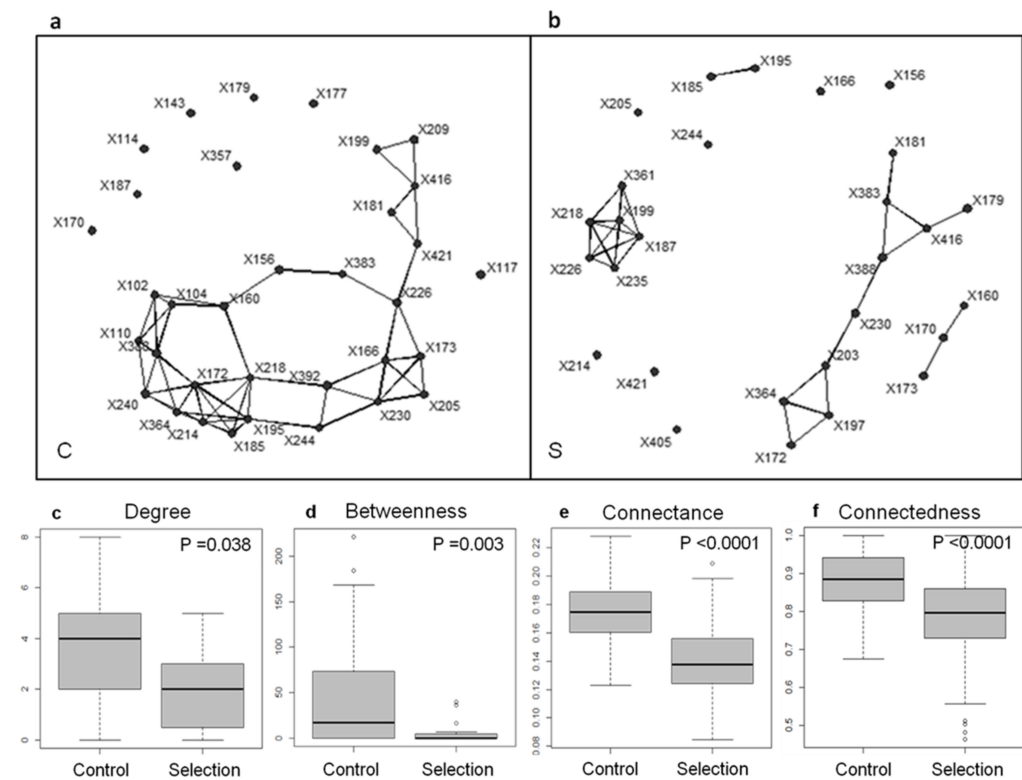 a
X179
X177
X143
X209
X114
X199
X357
X416
X187
X181
X170
X421
X156
X383
X117
X102
X104
X160
X226
X110
X166
X173
X172
X218
X392
X240
X205
X230
X364
X214
X195
X244
X185
C
b
X195
X185
X166
X156
X205
X244
X181
X361
X383
X179
X218
X199
X416
X187
X226
X235
X388
X160
X230
X170
X214
X203
X421
X173
X364
X197
X405
X172
S
c Degree
P =0.038
8
6
4
2
0
Control Selection
d Betweenness
P =0.003
200
150
100
50
0
Control Selection
e Connectance
P <0.0001
0.22
0.20
0.18
0.16
0.14
0.12
0.10
0.08
Control Selection
f Connectedness
P <0.0001
1.0
0.9
0.8
0.7
0.6
0.5
Control Selection